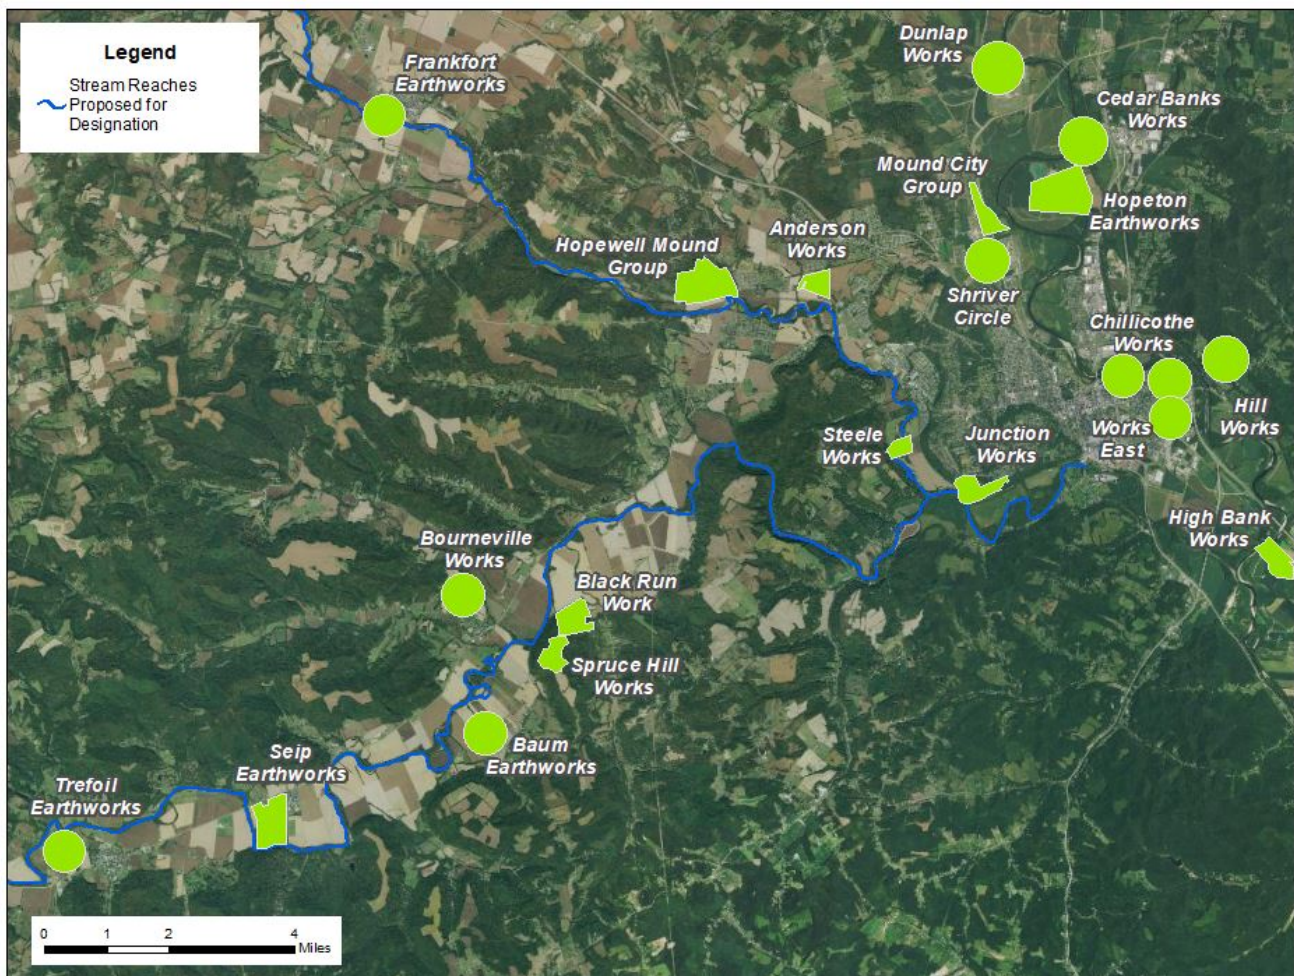 Legend
Stream Reaches
Proposed for
Designation
Frankfort
Earthworks
Dunlap
Works
Cedar Banks
Works
Mound City
Group
Hopeton
Earthworks
Anderson
Works
Hopewell Mound
Group
Shriver
Circle
Chillicothe
Works
Hill
Works
Works
East
Steele
Works
Junction
Works
High Bank
Works
Bourneville
Works
Black Run
Work
Spruce Hill
Works
Baum
Earthworks
Seip
Earthworks
Trefoil
Earthworks
0 1 2 4
Miles